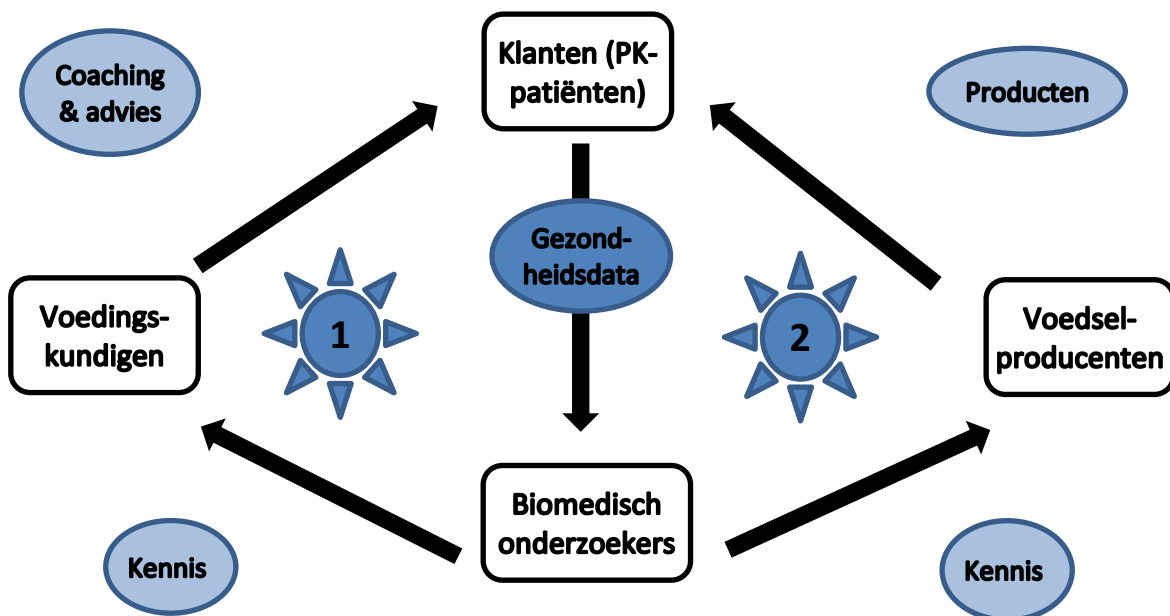 Coaching
& advies
Klanten (PK-
patiënten)
Producten
Gezond-
heidsdata
Voedings-
kundigen
1
2
Voedsel-
producenten
Biomedisch
onderzoekers
Kennis
Kennis